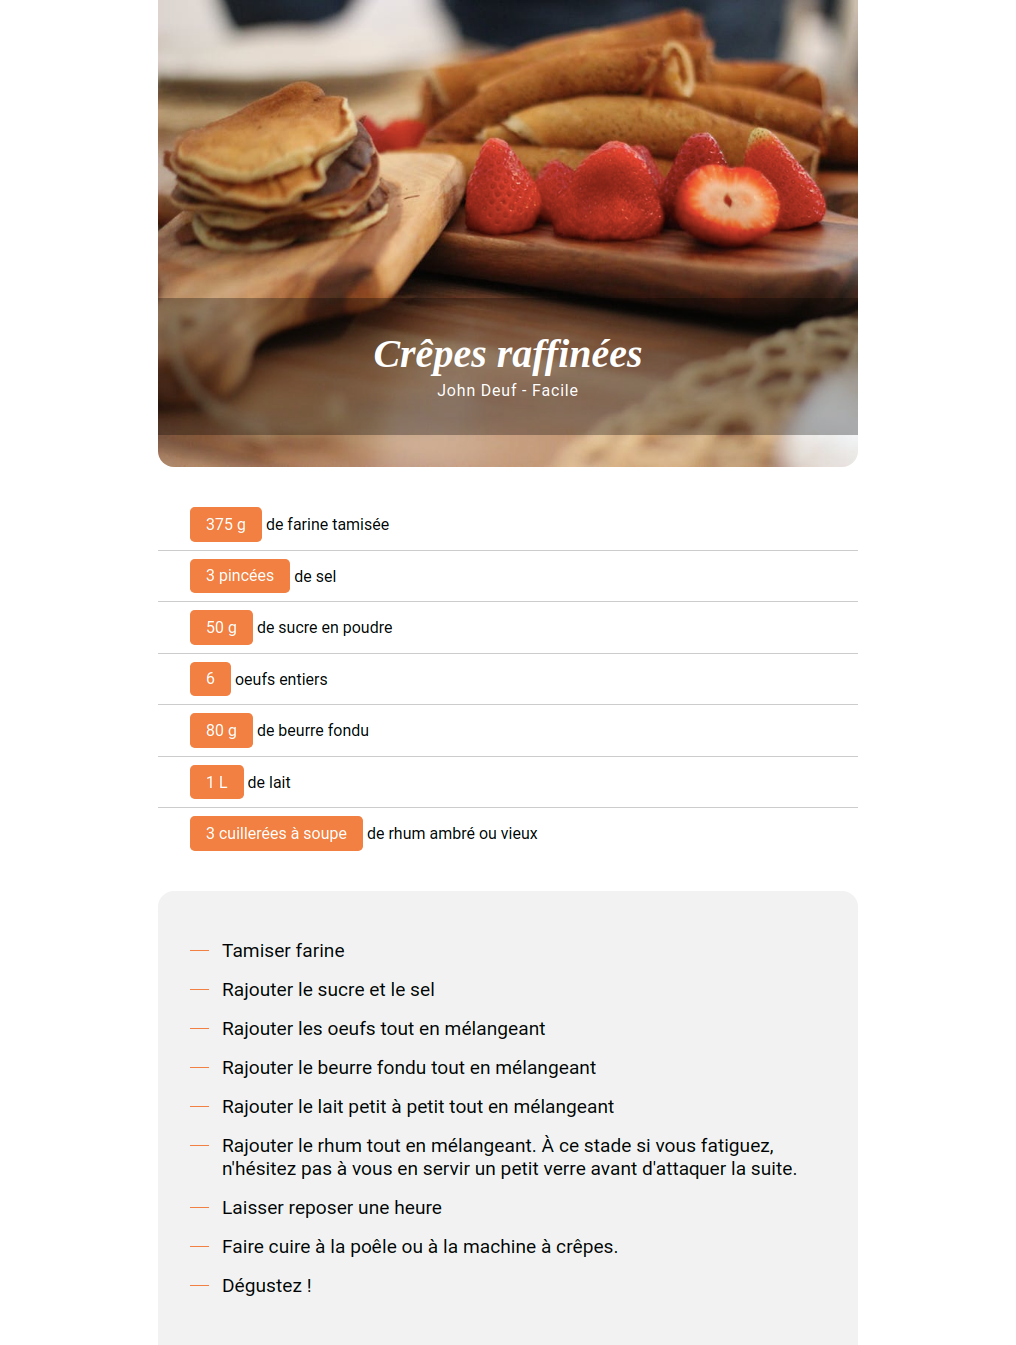 Crêpes raffinées
John Deuf - Facile
375 g de farine tamisée
3 pincées de sel
50 g de sucre en poudre
6 oeufs entiers
80 g de beurre fondu
1 L de lait
3 cuillerées à soupe de rhum ambré ou vieux
Tamiser farine
Rajouter le sucre et le sel
Rajouter les oeufs tout en mélangeant
Rajouter le beurre fondu tout en mélangeant
Rajouter le lait petit à petit tout en mélangeant
Rajouter le rhum tout en mélangeant. À ce stade si vous fatiguez,
n'hésitez pas à vous en servir un petit verre avant d'attaquer la suite.
Laisser reposer une heure
Faire cuire à la poêle ou à la machine à crêpes.
Dégustez !